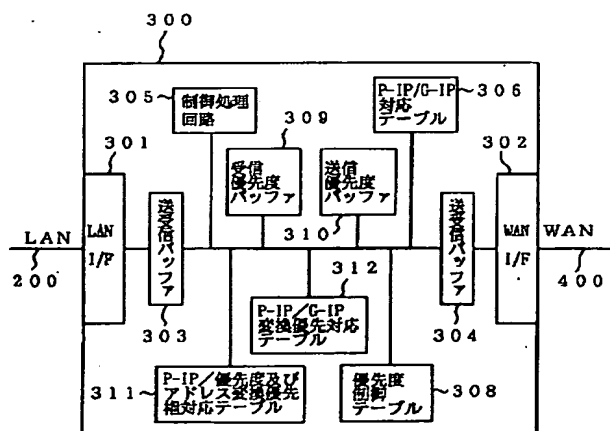 300
305
制御処理
回路
309
P-IP/G-IP
対応
テーブル
306
301
受信
優先度
バッファ
送信
優先度
バッファ
302
LAN
LAN
I/F
送受信バッファ
310
送受信バッファ
WAN
I/F
WAN
200
303
312
304
400
P-IP/G-IP
変換優先対応
テーブル
311
P-IP/優先度及び
アドレス変換優先
相対応テーブル
優先度
制御
テーブル
308